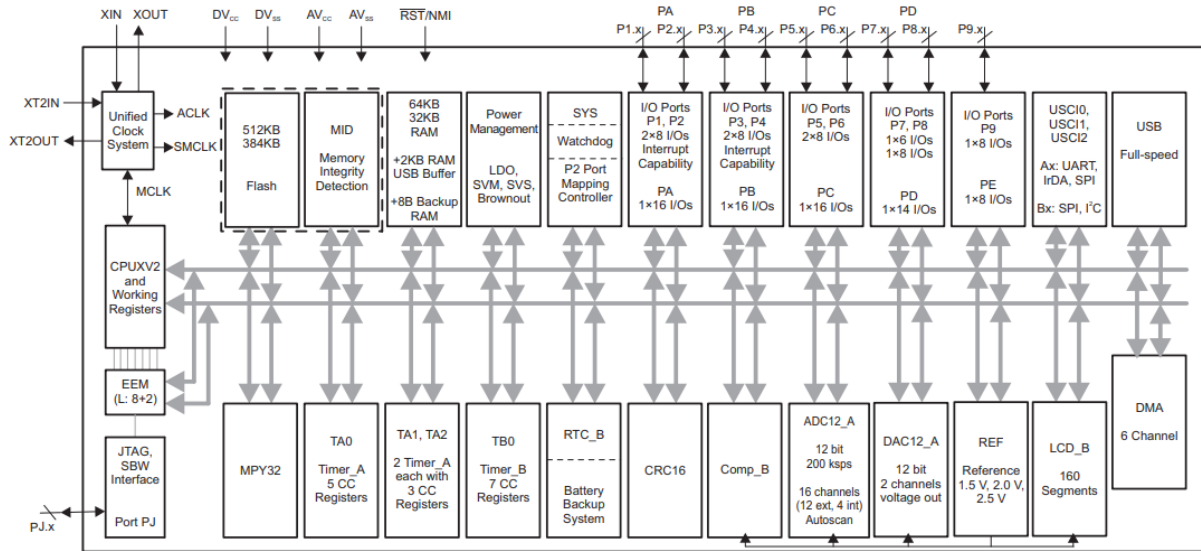 XIN XOUT DVcc DVss AVcc AVss RST/NMI PA PB PC PD
P1.x P2.x P3.x P4.x P5.x P6.x P7.x P8.x P9.x
XT2IN
XT2OUT
Unified
Clock
System
ACLK
SMCLK
MCLK
512KB
384KB
Flash
MID
Memory
Integrity
Detection
64KB
32KB
RAM
+2KB RAM
USB Buffer
+8B Backup
RAM
Power
Management
LDO,
SVM, SVS,
Brownout
SYS
Watchdog
P2 Port
Mapping
Controller
I/O Ports
P1, P2
2×8 I/Os
Interrupt
Capability
PA
1×16 I/Os
I/O Ports
P3, P4
2×8 I/Os
Interrupt
Capability
PB
1×16 I/Os
I/O Ports
P5, P6
2×8 I/Os
PC
1×16 I/Os
I/O Ports
P7, P8
1×6 I/Os
1×8 I/Os
PD
1×14 I/Os
I/O Ports
P9
1×8 I/Os
PE
1×8 I/Os
USCI0,
USCI1,
USCI2
Ax: UART,
IrDA, SPI
Bx: SPI, I²C
USB
Full-speed
CPUXV2
and
Working
Registers
EEM
(L: 8+2)
JTAG,
SBW
Interface
Port PJ
PJ.x
MPY32
TA0
Timer_A
5 CC
Registers
TA1, TA2
2 Timer_A
each with
3 CC
Registers
TB0
Timer_B
7 CC
Registers
RTC_B
Battery
Backup
System
CRC16
Comp_B
ADC12_A
12 bit
200 ksps
16 channels
(12 ext, 4 int)
Autoscan
DAC12_A
12 bit
2 channels
voltage out
REF
Reference
1.5 V, 2.0 V,
2.5 V
LCD_B
160
Segments
DMA
6 Channel